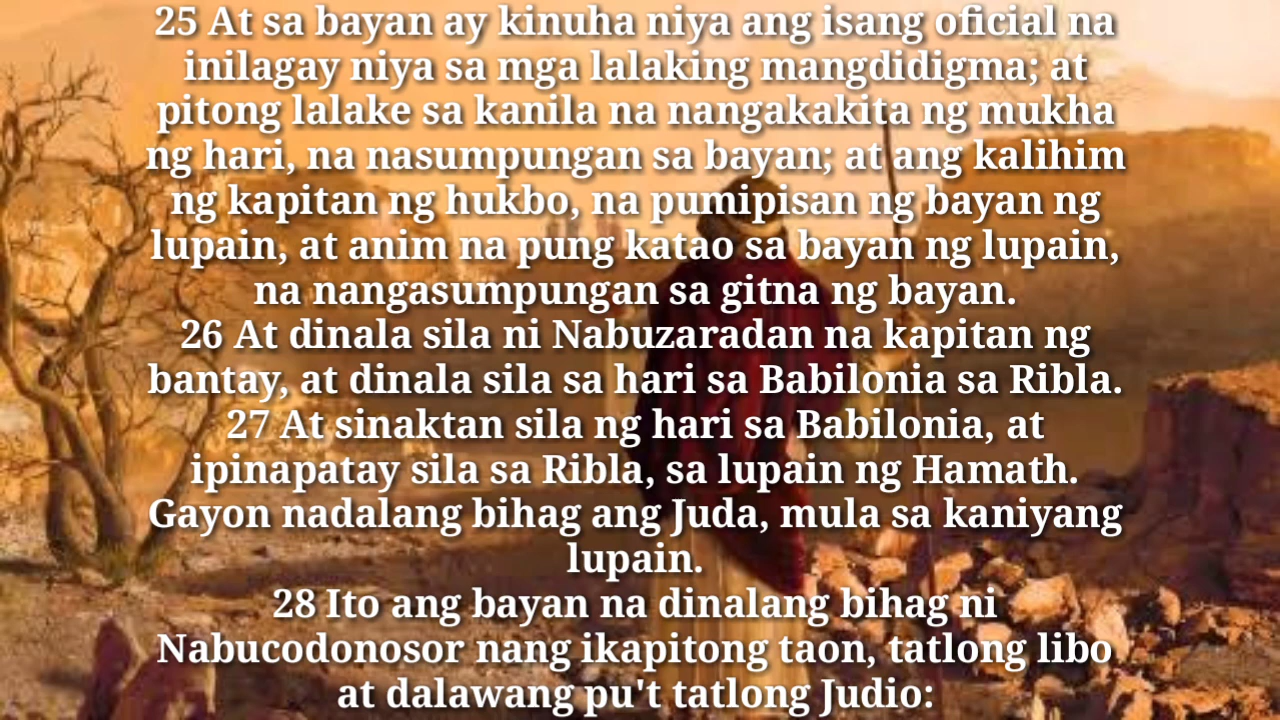 25 At sa bayan ay kinuha niya ang isang oficial na
inilagay niya sa mga lalaking mangdidigma; at
pitong lalake sa kanila na nangakakita ng mukha
ng hari, na nasumpungan sa bayan; at ang kalihim
ng kapitan ng hukbo, na pumipisan ng bayan ng
lupain, at anim na pung katao sa bayan ng lupain,
na nangasumpungan sa gitna ng bayan.
26 At dinala sila ni Nabuzaradan na kapitan ng
bantay, at dinala sila sa hari sa Babilonia sa Ribla.
27 At sinaktan sila ng hari sa Babilonia, at
ipinapatay sila sa Ribla, sa lupain ng Hamath.
Gayon nadalang bihag ang Juda, mula sa kaniyang
lupain.
28 Ito ang bayan na dinalang bihag ni
Nabucodonosor nang ikapitong taon, tatlong libo
at dalawang pu't tatlong Judio: